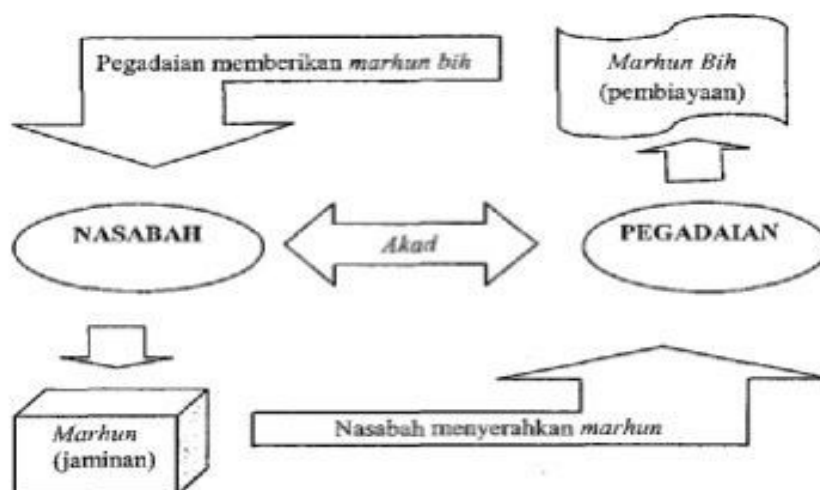 Pegadaian memberikan marhun bih
Marhun Bih
(pembiayaan)
NASABAH
Akad
PEGADAIAN
Marhun
(jaminan)
Nasabah menyerahkan marhun